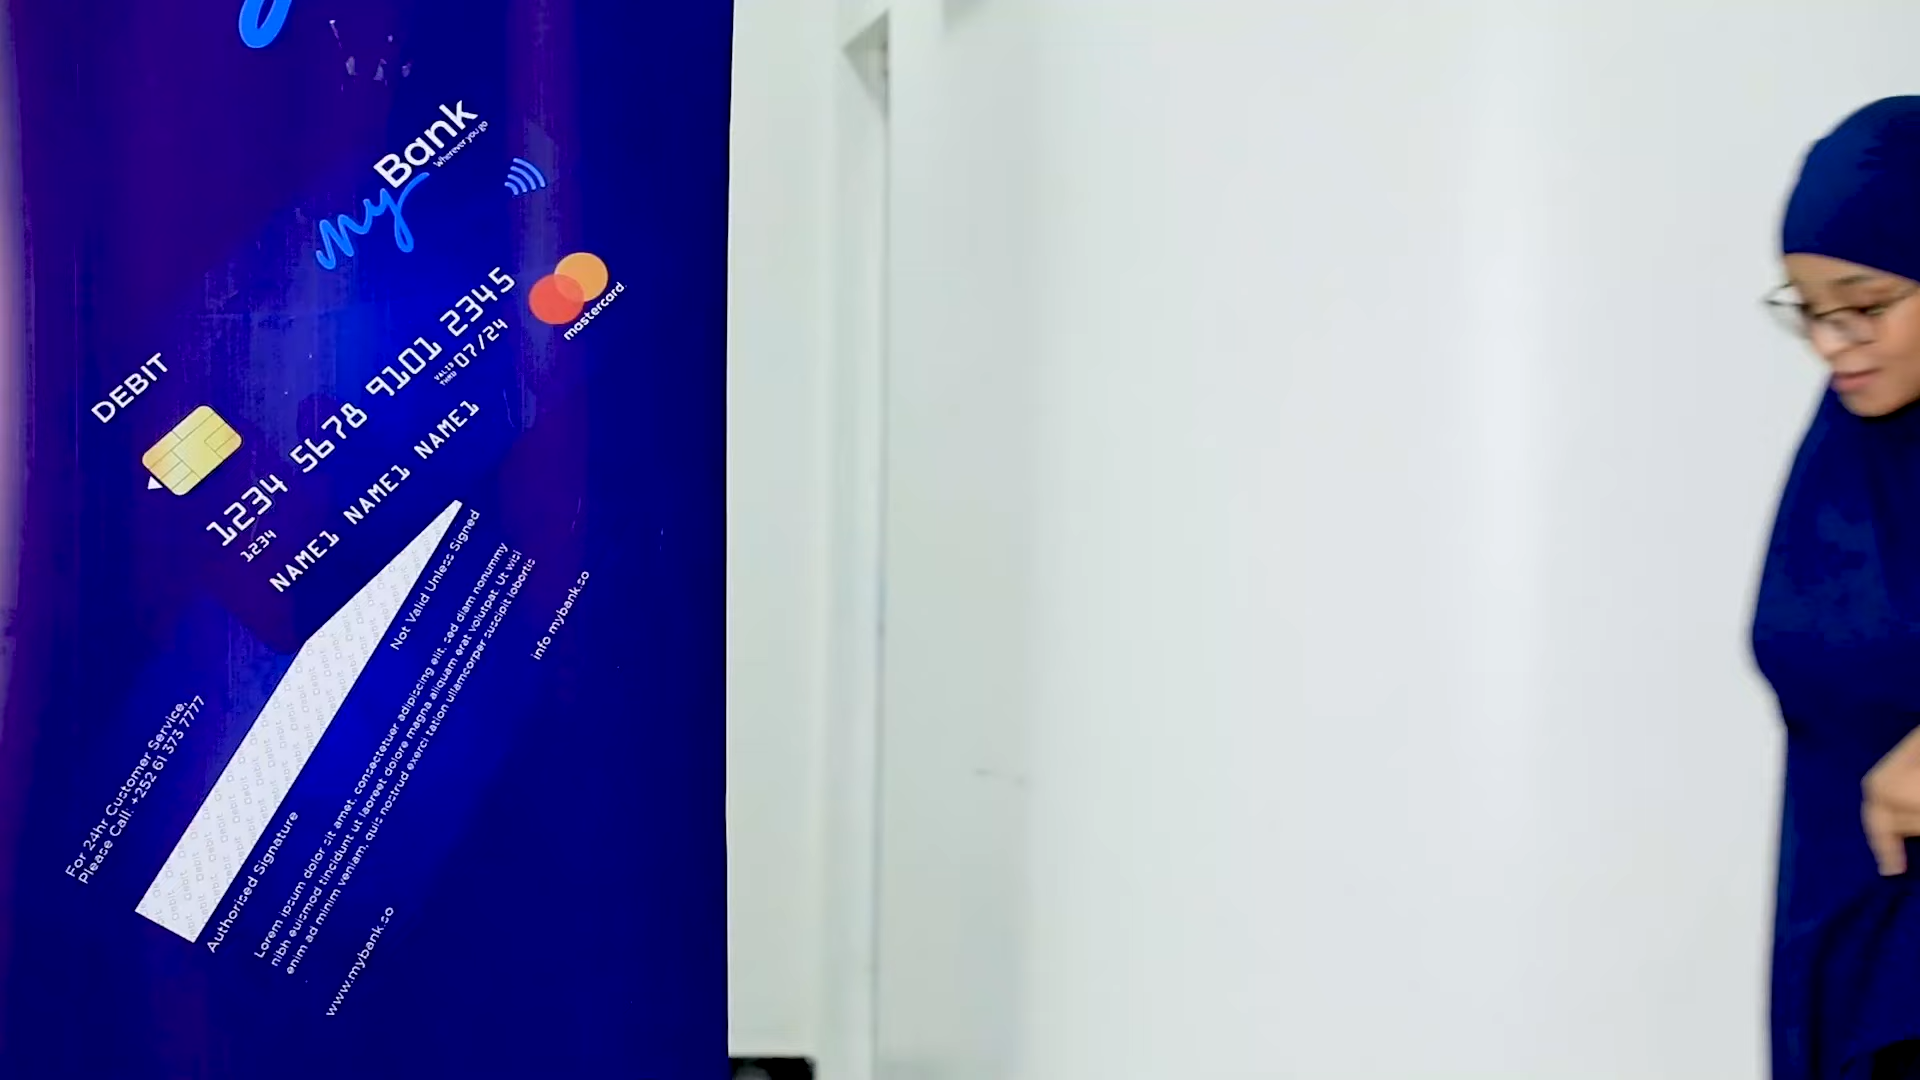 Bank
Wherever you go
my
DEBIT
mastercard.
1234 5678 9101 2345
1234
VALID
THRU
07/24
NAME1 NAME1 NAME1
For 24hr Customer Service,
Please Call: +252 61 373 7777
Authorised Signature
Not Valid Unless Signed
Lorem ipsum dolor sit amet, consectetuer adipiscing elit, sed diam nonummy
nibh euismod tincidunt ut laoreet dolore magna aliquam erat volutpat. Ut wisi
enim ad minim veniam, quis nostrud exerci tation ullamcorper suscipit lobortis
www.mybank.so
info mybank.so